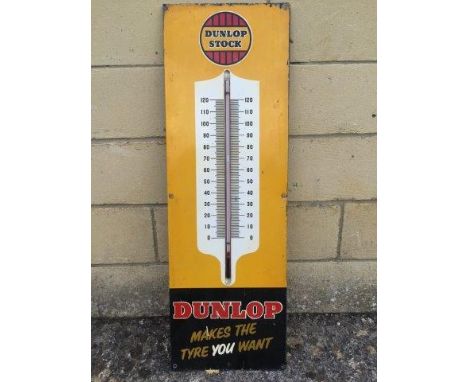 DUNLOP
STOCK
120 120
110 110
100 100
90 90
80 80
70 70
60 60
50 50
40 40
30 30
20 20
10 10
0 0
DUNLOP
MAKES THE
TYRE YOU WANT